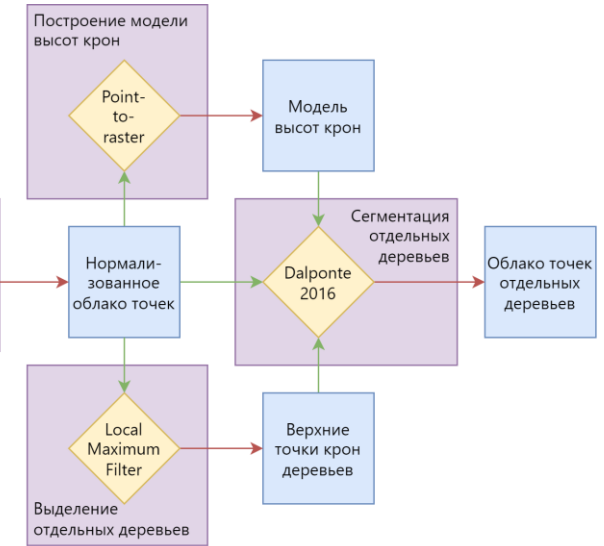 Построение модели
высот крон
Point-
to-
raster
Модель
высот крон
Сегментация
отдельных
деревьев
Нормали-
зованное
облако точек
Dalponte
2016
Облако точек
отдельных
деревьев
Local
Maximum
Filter
Верхние
точки крон
деревьев
Выделение
отдельных деревьев